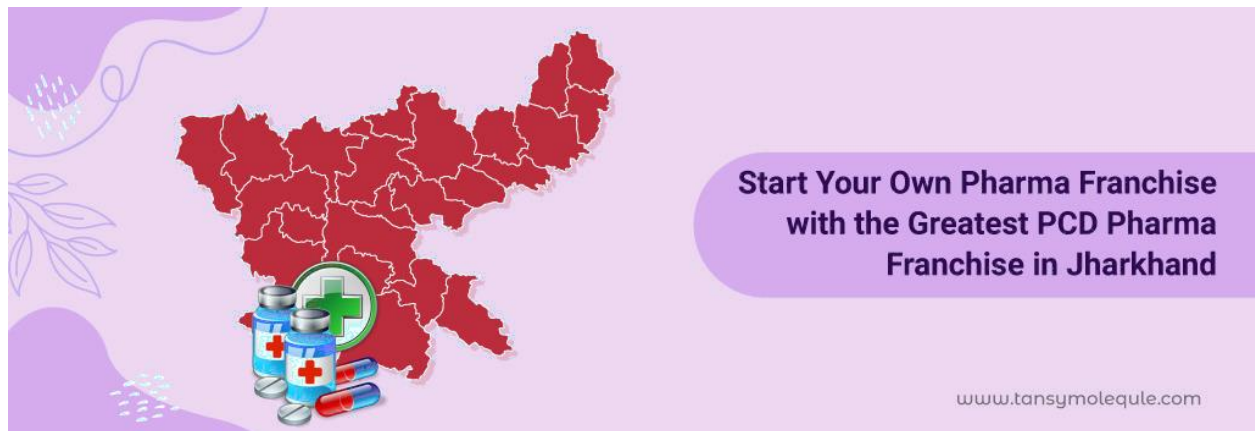 Start Your Own Pharma Franchise
with the Greatest PCD Pharma
Franchise in Jharkhand
www.tansymolequle.com